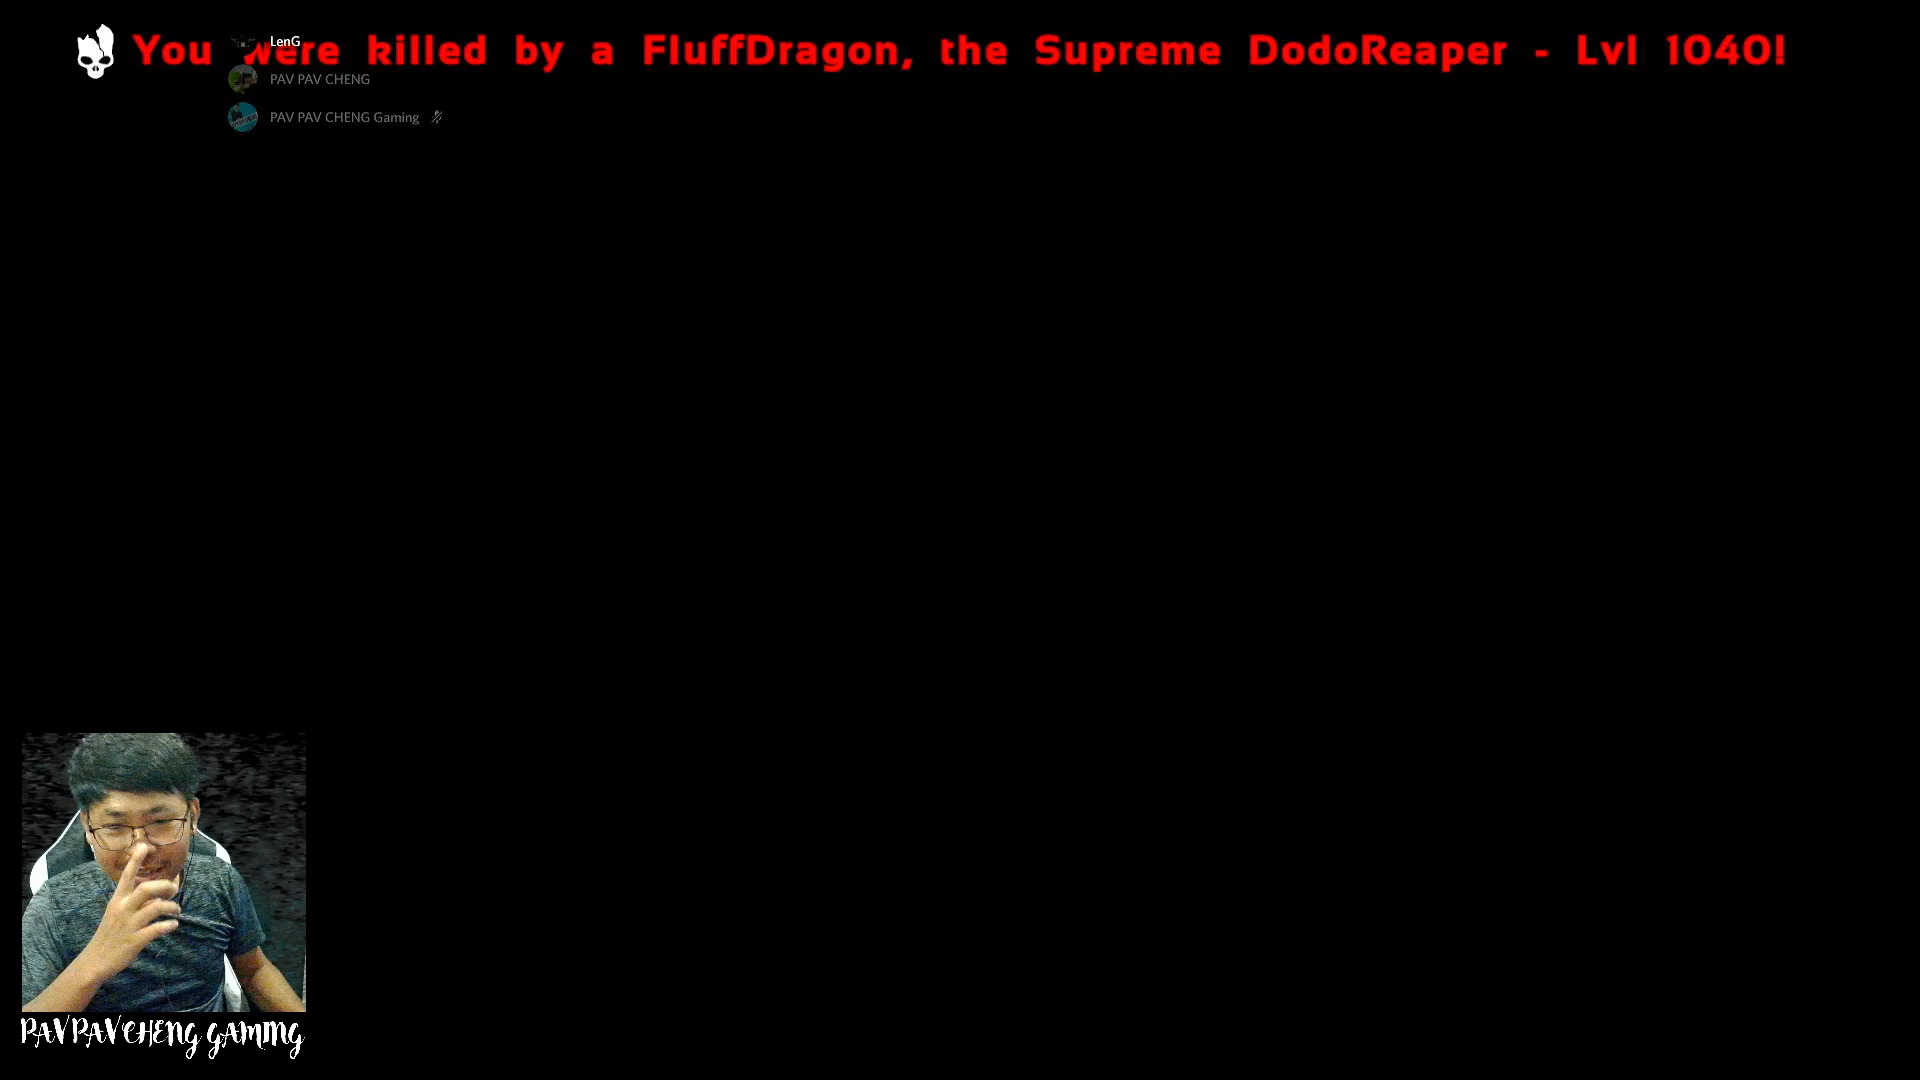 You were killed by a FluffDragon, the Supreme DodoReaper - Lvl 1040!
LenG
PAV PAV CHENG
PAV PAV CHENG Gaming
PAVPAVCHENG GAMING